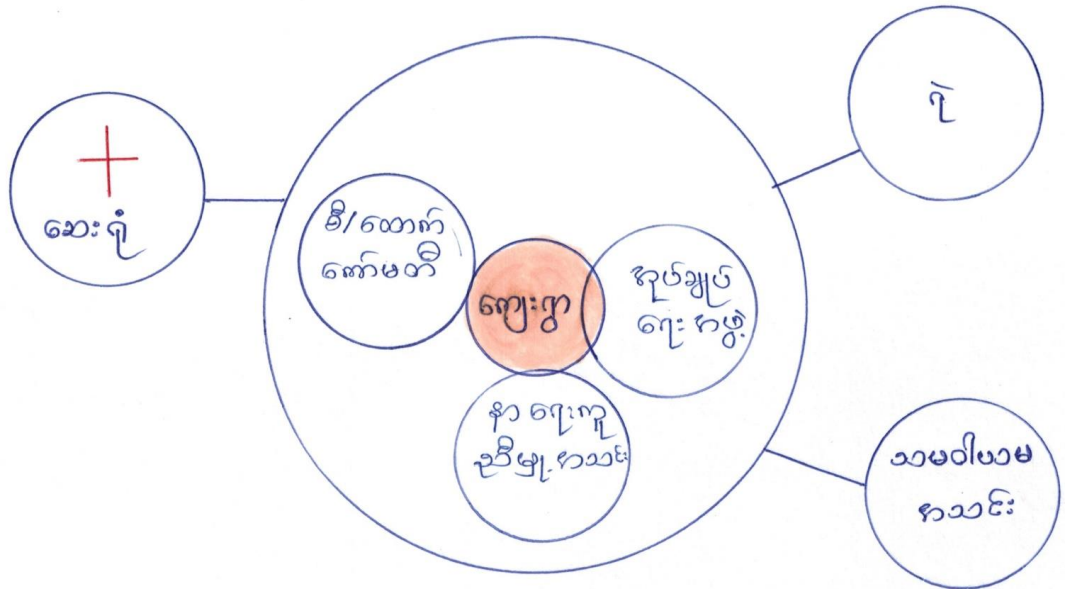 ဆေးရုံ
စီ/ထောက်
ကော်မတီ
ကျေးရွာ
အုပ်ချုပ်
ရေး အဖွဲ့
နာရေးကူ
ညီမှု အသင်း
ရဲ
သမဝါယမ
အသင်း